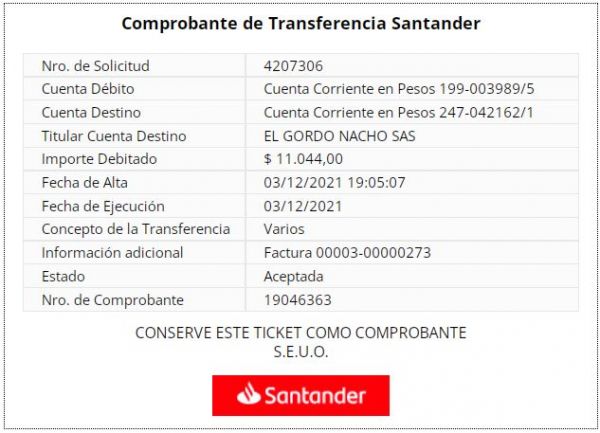 Comprobante de Transferencia Santander
Nro. de Solicitud 4207306
Cuenta Débito Cuenta Corriente en Pesos 199-003989/5
Cuenta Destino Cuenta Corriente en Pesos 247-042162/1
Titular Cuenta Destino EL GORDO NACHO SAS
Importe Debitado $ 11.044,00
Fecha de Alta 03/12/2021 19:05:07
Fecha de Ejecución 03/12/2021
Concepto de la Transferencia Varios
Información adicional Factura 00003-00000273
Estado Aceptada
Nro. de Comprobante 19046363
CONSERVE ESTE TICKET COMO COMPROBANTE
S.E.U.O.
Santander